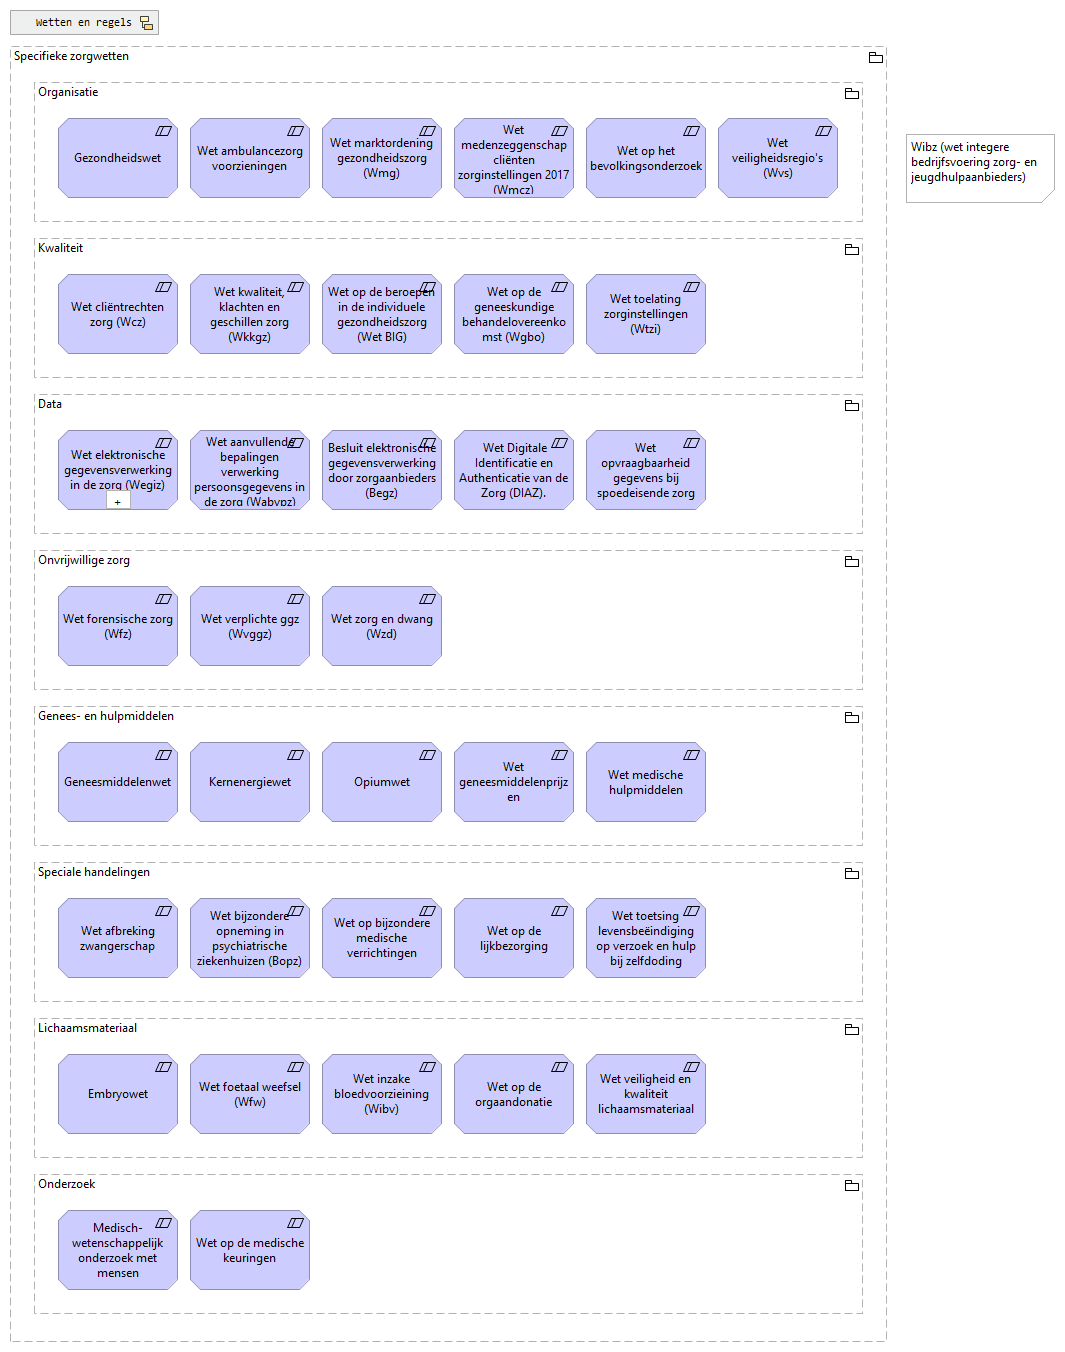 Wetten en regels
Specifieke zorgwetten
Organisatie
Gezondheidswet
Wet ambulancezorg
voorzieningen
Wet marktordening
gezondheidszorg
(Wmg)
Wet
medenzeggenschap
cliënten
zorginstellingen 2017
(Wmcz)
Wet op het
bevolkingsonderzoek
Wet
veiligheidsregio's
(Wvs)
Wibz (wet integere
bedrijfsvoering zorg- en
jeugdhulpaanbieders)
Kwaliteit
Wet cliëntrechten
zorg (Wcz)
Wet kwaliteit,
klachten en
geschillen zorg
(Wkkgz)
Wet op de beroepen
in de individuele
gezondheidszorg
(Wet BIG)
Wet op de
geneeskundige
behandelovereenko
mst (Wgbo)
Wet toelating
zorginstellingen
(Wtzi)
Data
Wet elektronische
gegevensverwerking
in de zorg (Wegiz)
+
Wet aanvullende
bepalingen
verwerking
persoonsgegevens in
de zorg (Wabvpz)
Besluit elektronische
gegevensverwerking
door zorgaanbieders
(Begz)
Wet Digitale
Identificatie en
Authenticatie van de
Zorg (DIAZ).
Wet
opvraagbaarheid
gegevens bij
spoedeisende zorg
Onvrijwillige zorg
Wet forensische zorg
(Wfz)
Wet verplichte ggz
(Wvggz)
Wet zorg en dwang
(Wzd)
Genees- en hulpmiddelen
Geneesmiddelenwet
Kernenergiewet
Opiumwet
Wet
geneesmiddelenprijz
en
Wet medische
hulpmiddelen
Speciale handelingen
Wet afbreking
zwangerschap
Wet bijzondere
opneming in
psychiatrische
ziekenhuizen (Bopz)
Wet op bijzondere
medische
verrichtingen
Wet op de
lijkbezorging
Wet toetsing
levensbeëindiging
op verzoek en hulp
bij zelfdoding
Lichaamsmateriaal
Embryowet
Wet foetaal weefsel
(Wfw)
Wet inzake
bloedvoorzieining
(Wibv)
Wet op de
orgaandonatie
Wet veiligheid en
kwaliteit
lichaamsmateriaal
Onderzoek
Medisch-
wetenschappelijk
onderzoek met
mensen
Wet op de medische
keuringen